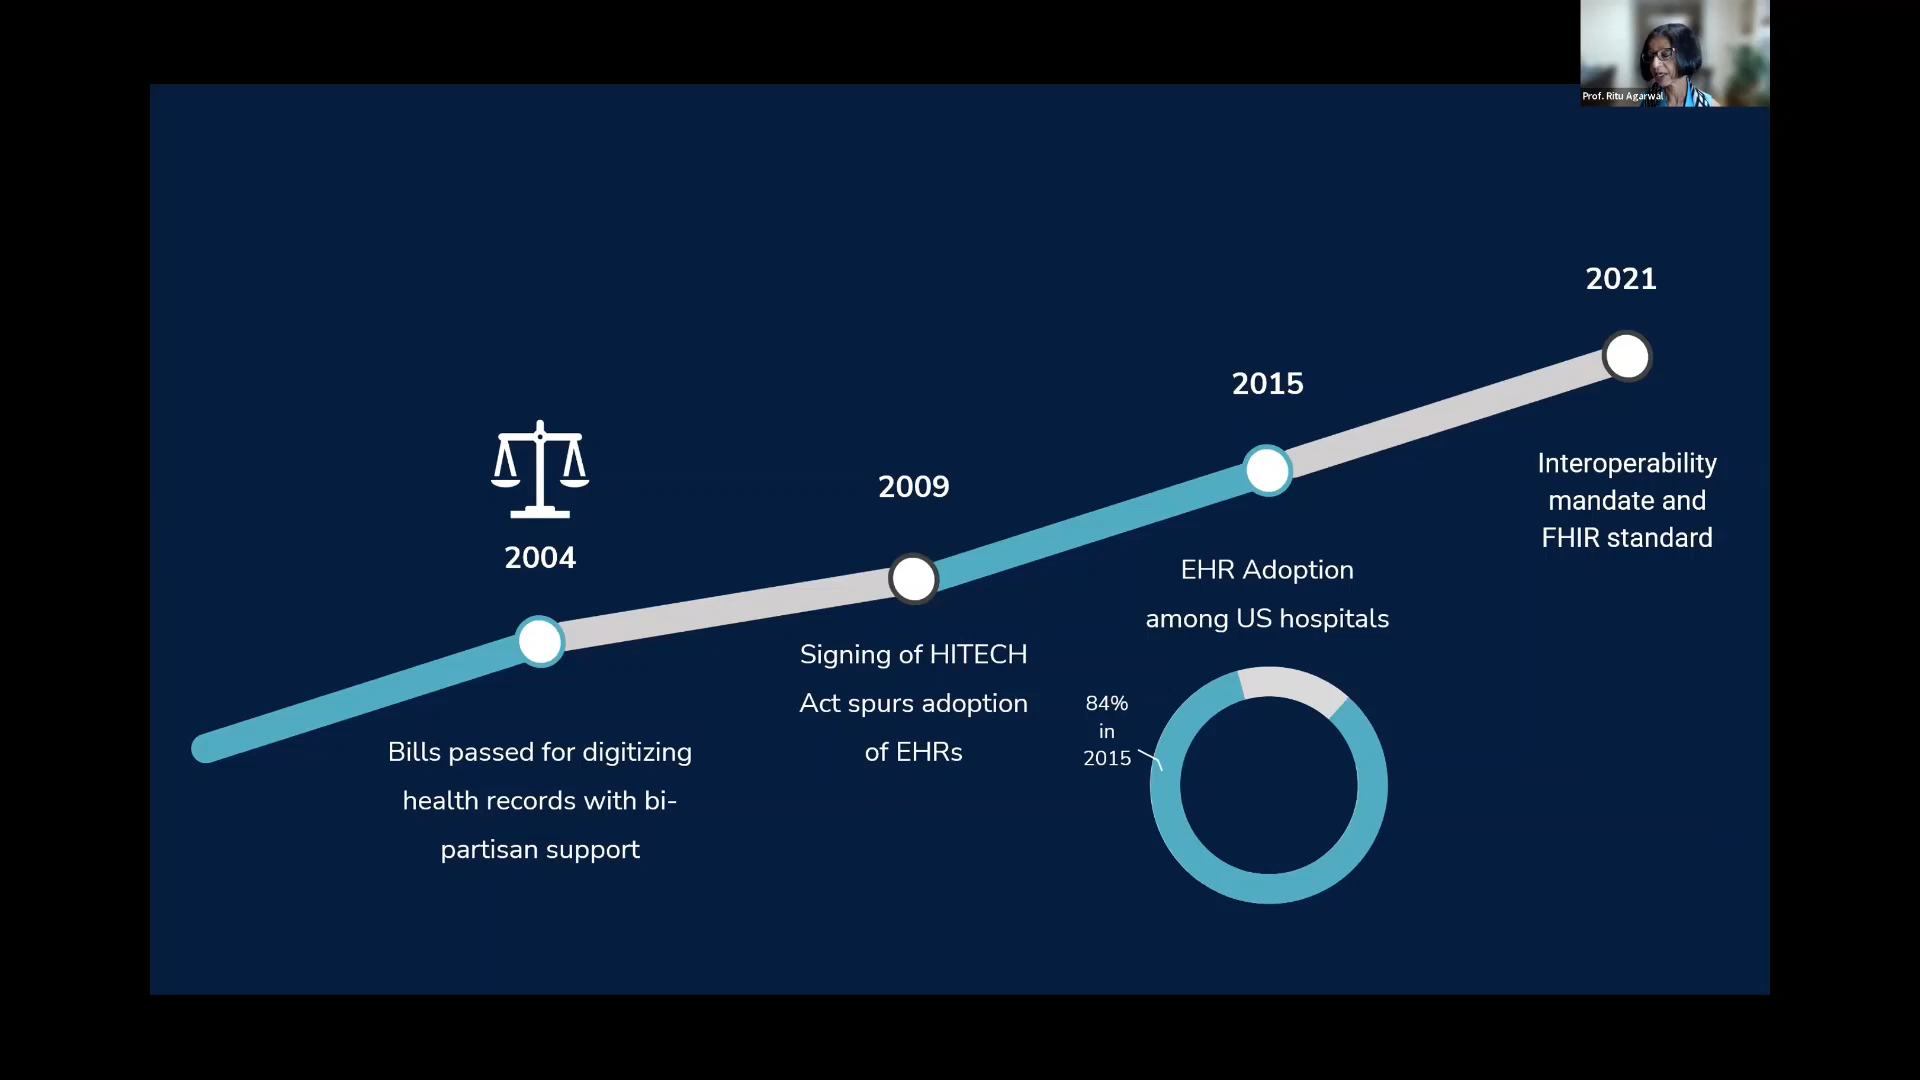 Prof. Ritu Agarwal
2004
Bills passed for digitizing
health records with bi-
partisan support
2009
Signing of HITECH
Act spurs adoption
of EHRs
2015
EHR Adoption
among US hospitals
84%
in
2015
2021
Interoperability
mandate and
FHIR standard